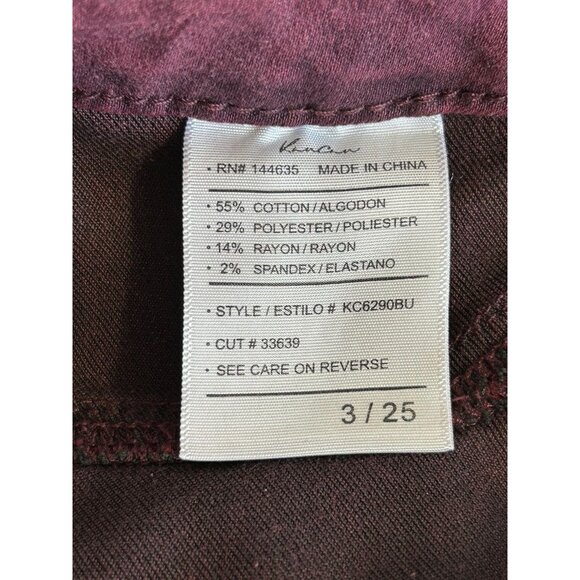 Kancan
· RN# 144635 MADE IN CHINA
· 55% COTTON / ALGODON
· 29% POLYESTER / POLIESTER
· 14% RAYON / RAYON
· 2% SPANDEX / ELASTANO
· STYLE / ESTILO # KC6290BU
· CUT # 33639
· SEE CARE ON REVERSE
3 / 25